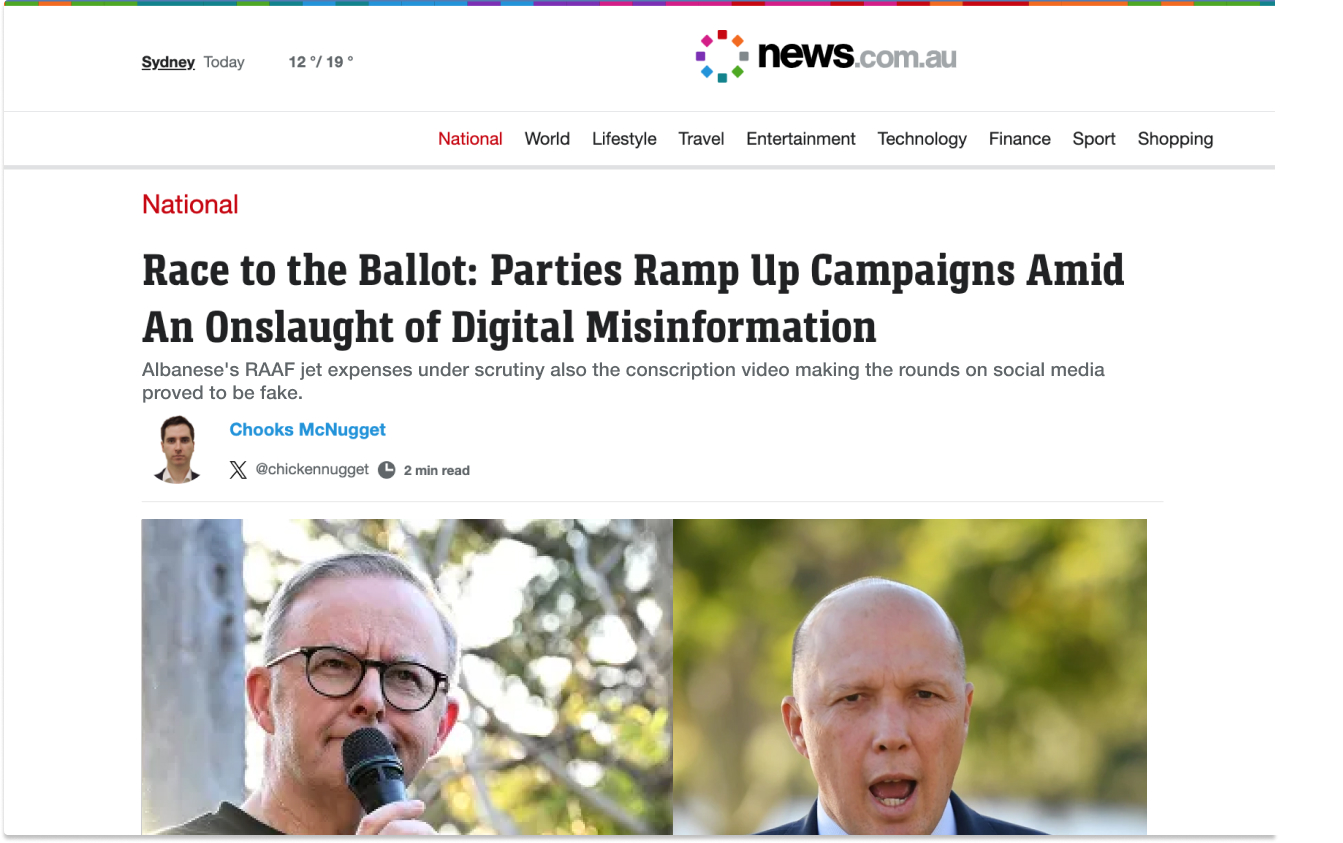 Sydney Today 12 °/ 19 °
news.com.au
National World Lifestyle Travel Entertainment Technology Finance Sport Shopping
National
Race to the Ballot: Parties Ramp Up Campaigns Amid
An Onslaught of Digital Misinformation
Albanese's RAAF jet expenses under scrutiny also the conscription video making the rounds on social media
proved to be fake.
Chooks McNugget
@chickennugget 2 min read